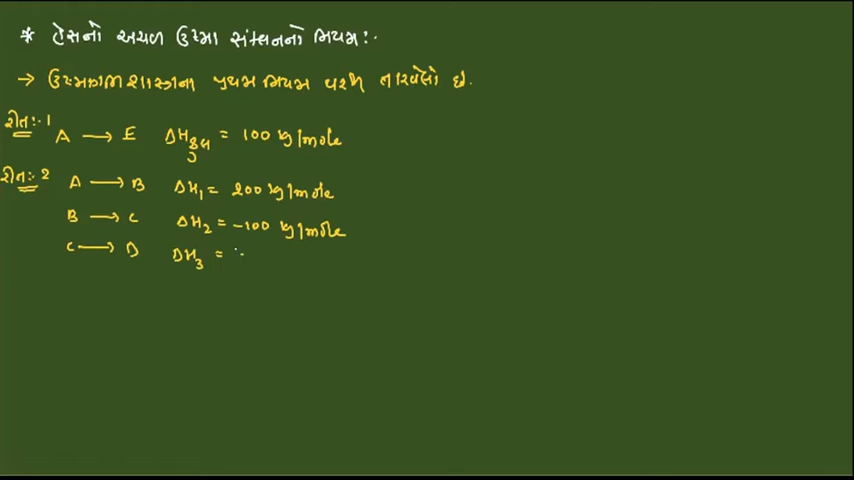 * હેસનો અચળ ઉષ્મા સંકલનનો નિયમ :-
→ ઉષ્માગતિશાસ્ત્રના પ્રથમ નિયમ પરથી તારવેલો છે.
રીત:- 1 A → E ΔH કુલ = 100 kJ/mole
રીત:- 2 A → B ΔH₁ = 200 kJ/mole
B → C ΔH₂ = -100 kJ/mole
C → D ΔH₃ =